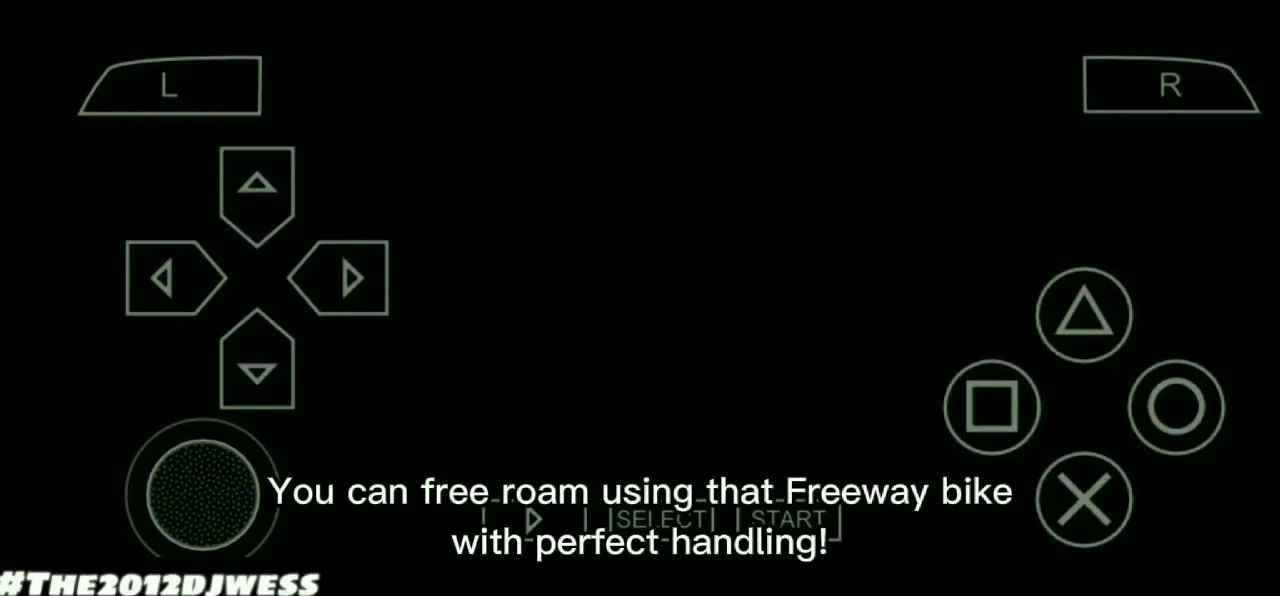 L
R
You can free roam using that Freeway bike
SELECT
START
with perfect handling!
#THE2012DJWESS